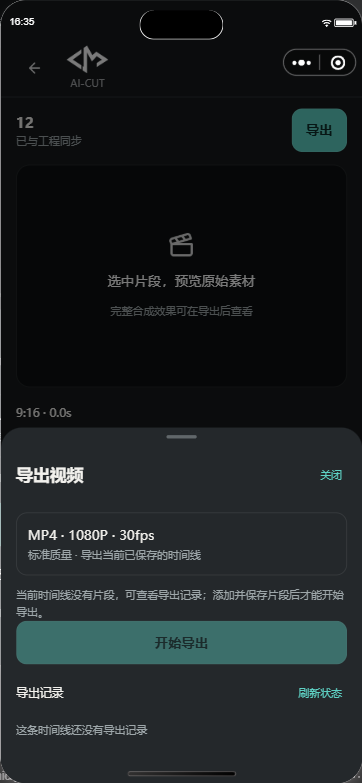 16:35
AI-CUT
12
已与工程同步
导出
选中片段，预览原始素材
完整合成效果可在导出后查看
9:16 · 0.0s
导出视频
关闭
MP4 · 1080P · 30fps
标准质量 · 导出当前已保存的时间线
当前时间线没有片段，可查看导出记录；添加并保存片段后才能开始
导出。
开始导出
导出记录
刷新状态
这条时间线还没有导出记录